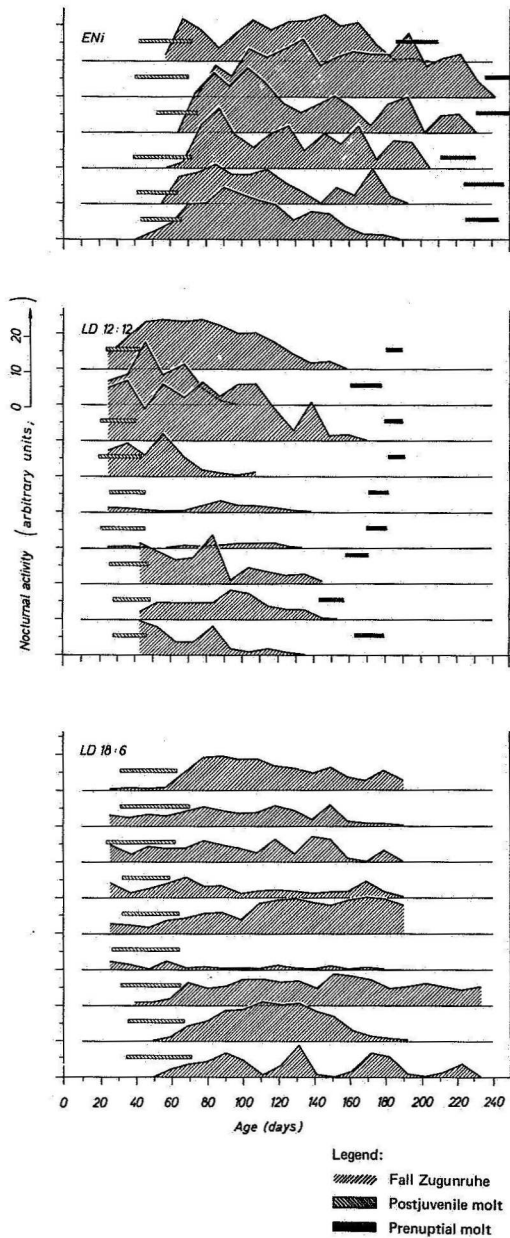 ENi
LD 12:12
Nocturnal activity (arbitrary units;
)
20
10
0
LD 18:6
0 20 40 60 80 100 120 140 160 180 200 220 240
Age (days)
Legend:
Fall Zugunruhe
Postjuvenile molt
Prenuptial molt